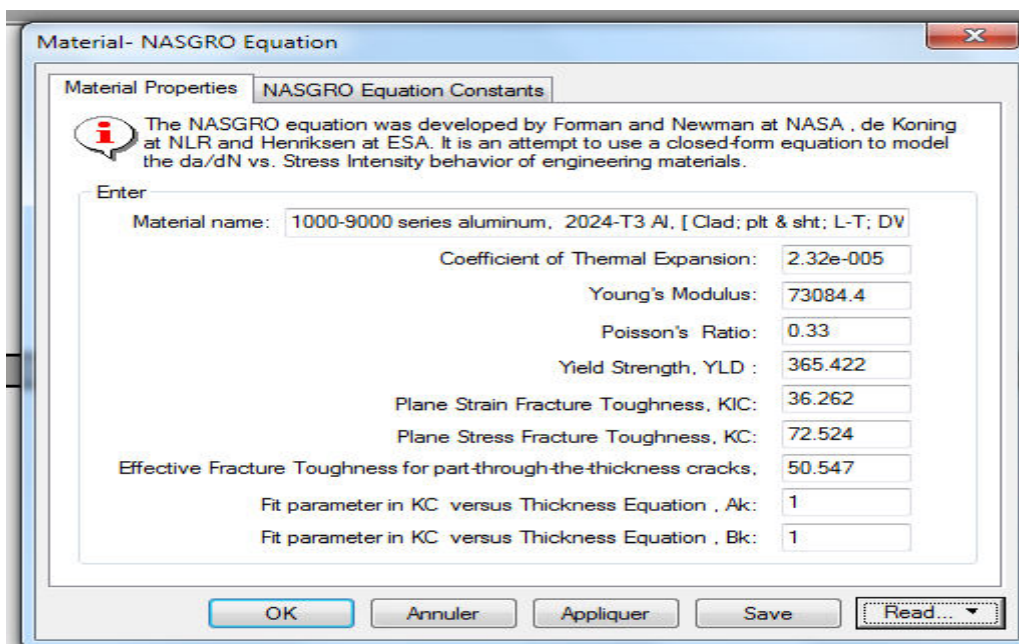 Material- NASGRO Equation
Material Properties
NASGRO Equation Constants
The NASGRO equation was developed by Forman and Newman at NASA , de Koning
at NLR and Henriksen at ESA. It is an attempt to use a closed-form equation to model
the da/dN vs. Stress Intensity behavior of engineering materials.
Enter
Material name: 1000-9000 series aluminum, 2024-T3 Al, [ Clad; plt & sht; L-T; DW
Coefficient of Thermal Expansion: 2.32e-005
Young's Modulus: 73084.4
Poisson's Ratio: 0.33
Yield Strength, YLD : 365.422
Plane Strain Fracture Toughness, KIC: 36.262
Plane Stress Fracture Toughness, KC: 72.524
Effective Fracture Toughness for part-through-the-thickness cracks, 50.547
Fit parameter in KC versus Thickness Equation , Ak: 1
Fit parameter in KC versus Thickness Equation , Bk: 1
OK Annuler Appliquer Save Read...